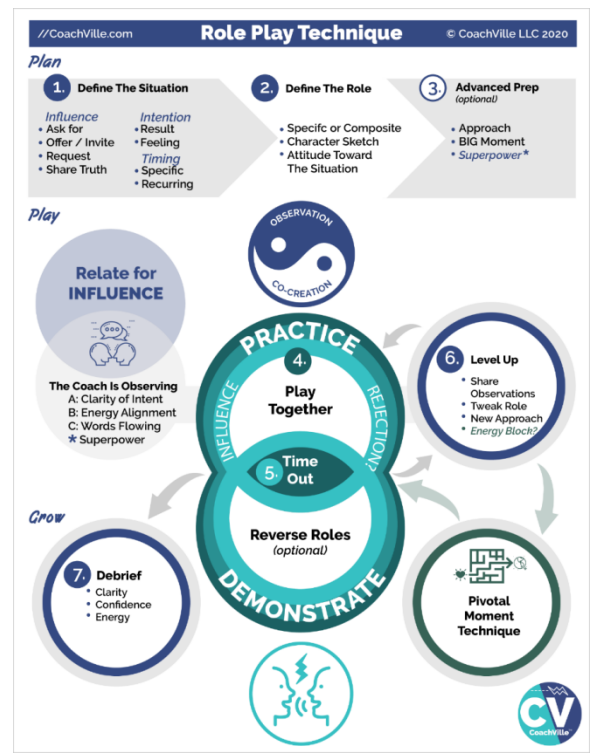 //CoachVille.com
Role Play Technique
© CoachVille LLC 2020
Plan
1. Define The Situation
Influence
• Ask for
• Offer / Invite
• Request
• Share Truth
Intention
• Result
• Feeling
Timing
• Specific
• Recurring
2. Define The Role
• Specifc or Composite
• Character Sketch
• Attitude Toward
The Situation
3. Advanced Prep
(optional)
• Approach
• BIG Moment
• Superpower*
Play
OBSERVATION
CO-CREATION
Relate for
INFLUENCE
The Coach Is Observing
A: Clarity of Intent
B: Energy Alignment
C: Words Flowing
* Superpower
PRACTICE
INFLUENCE
REJECTION?
4.
Play
Together
5. Time
Out
Reverse Roles
(optional)
DEMONSTRATE
6. Level Up
• Share
Observations
• Tweak Role
• New Approach
• Energy Block?
Grow
7. Debrief
• Clarity
• Confidence
• Energy
Pivotal
Moment
Technique
CV
CoachVille